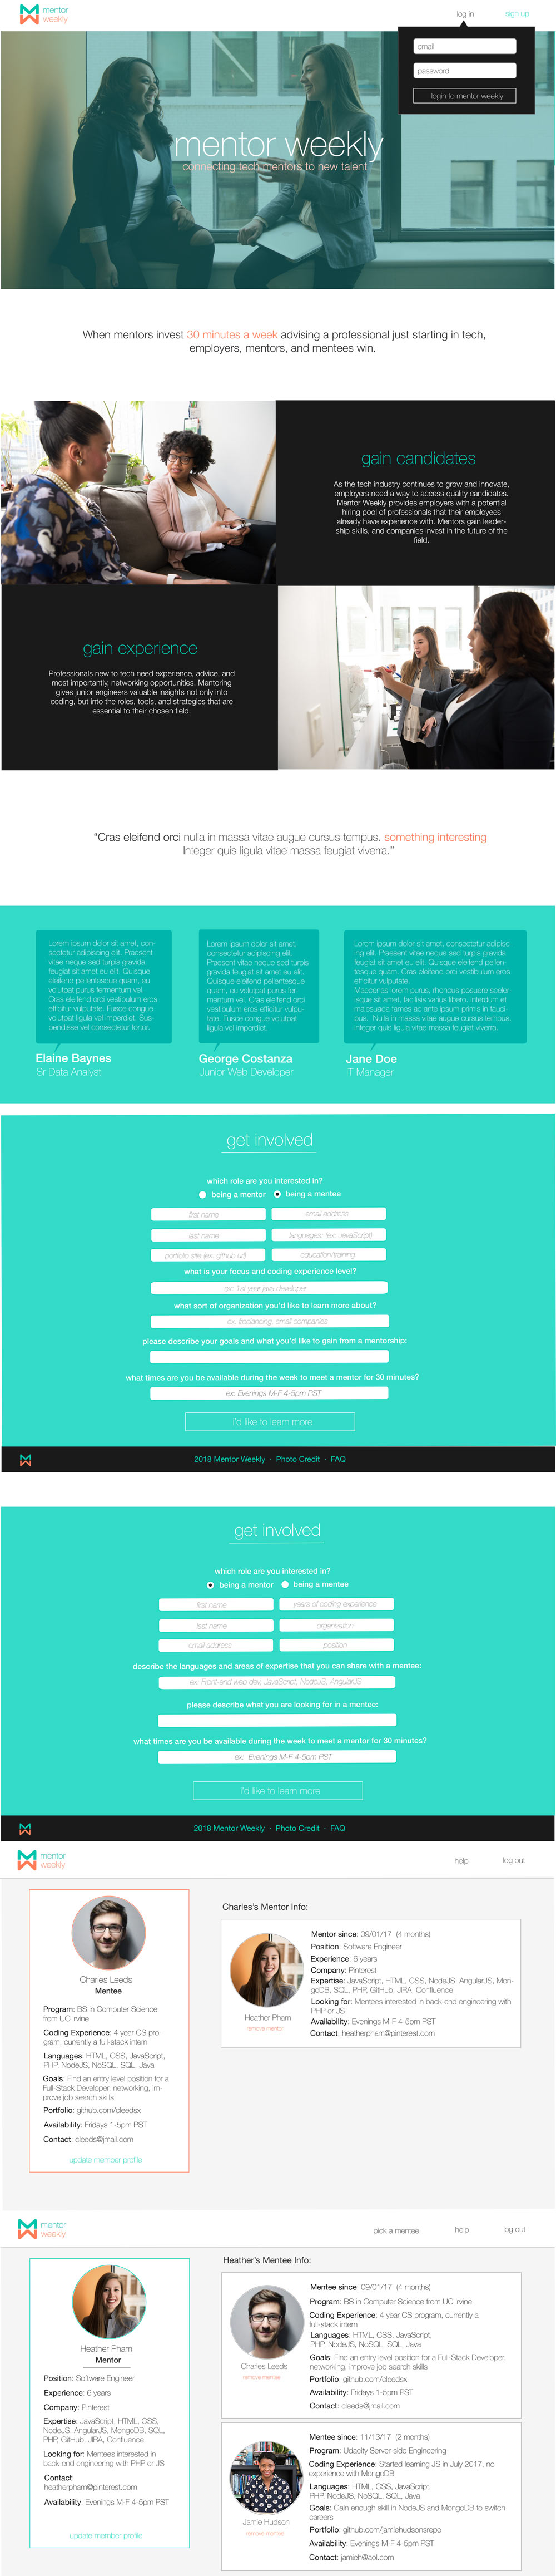 mentor
weekly
log in
sign up
email
password
login to mentor weekly
mentor weekly
connecting tech mentors to new talent
When mentors invest 30 minutes a week advising a professional just starting in tech,
employers, mentors, and mentees win.
gain candidates
As the tech industry continues to grow and innovate,
employers need a way to access quality candidates.
Mentor Weekly provides employers with a potential
hiring pool of professionals that their employees
already have experience with. Mentors gain leader-
ship skills, and companies invest in the future of the
field.
gain experience
Professionals new to tech need experience, advice, and
most importantly, networking opportunities. Mentoring
gives junior engineers valuable insights not only into
coding, but into the roles, tools, and strategies that are
essential to their chosen field.
“Cras eleifend orci nulla in massa vitae augue cursus tempus. something interesting
Integer quis ligula vitae massa feugiat viverra.”
Lorem ipsum dolor sit amet, con-
sectetur adipiscing elit. Praesent
vitae neque sed turpis gravida
feugiat sit amet eu elit. Quisque
eleifend pellentesque quam, eu
volutpat purus fermentum vel.
Cras eleifend orci vestibulum eros
efficitur vulputate. Fusce congue
volutpat ligula vel imperdiet. Sus-
pendisse vel consectetur tortor.
Elaine Baynes
Sr Data Analyst
Lorem ipsum dolor sit amet,
consectetur adipiscing elit.
Praesent vitae neque sed turpis
gravida feugiat sit amet eu elit.
Quisque eleifend pellentesque
quam, eu volutpat purus fer-
mentum vel. Cras eleifend orci
vestibulum eros efficitur vulpu-
tate. Fusce congue volutpat
ligula vel imperdiet.
George Costanza
Junior Web Developer
Lorem ipsum dolor sit amet, consectetur adipisc-
ing elit. Praesent vitae neque sed turpis gravida
feugiat sit amet eu elit. Quisque eleifend pellen-
tesque quam. Cras eleifend orci vestibulum eros
efficitur vulputate.
Maecenas lorem purus, rhoncus posuere sceler-
isque sit amet, facilisis varius libero. Interdum et
malesuada fames ac ante ipsum primis in fauci-
bus. Nulla in massa vitae augue cursus tempus.
Integer quis ligula vitae massa feugiat viverra.
Jane Doe
IT Manager
get involved
which role are you interested in?
being a mentor being a mentee
first name email address
last name languages (ex: JavaScript)
portfolio site (ex. github url) education/training
what is your focus and coding experience level?
ex: 1st year java developer
what sort of organization you'd like to learn more about?
ex: freelancing, small companies
please describe your goals and what you'd like to gain from a mentorship:
what times are you be available during the week to meet a mentor for 30 minutes?
ex: Evenings M-F 4-5pm PST
i'd like to learn more
2018 Mentor Weekly · Photo Credit · FAQ
get involved
which role are you interested in?
being a mentor being a mentee
first name years of coding experience
last name organization
email address position
describe the languages and areas of expertise that you can share with a mentee:
ex: Front-end web dev, JavaScript, NodeJS, AngularJS
please describe what you are looking for in a mentee:
what times are you be available during the week to meet a mentor for 30 minutes?
ex: Evenings M-F 4-5pm PST
i'd like to learn more
2018 Mentor Weekly · Photo Credit · FAQ
mentor
weekly
help
log out
Charles Leeds
Mentee
Program: BS in Computer Science
from UC Irvine
Coding Experience: 4 year CS pro-
gram, currently a full-stack intern
Languages: HTML, CSS, JavaScript,
PHP, NodeJS, NoSQL, SQL, Java
Goals: Find an entry level position for a
Full-Stack Developer, networking, im-
prove job search skills
Portfolio: github.com/cleedsx
Availability: Fridays 1-5pm PST
Contact: cleeds@jmail.com
update member profile
Charles's Mentor Info:
Heather Pham
remove mentor
Mentor since: 09/01/17 (4 months)
Position: Software Engineer
Experience: 6 years
Company: Pinterest
Expertise: JavaScript, HTML, CSS, NodeJS, AngularJS, Mon-
goDB, SQL, PHP, GitHub, JIRA, Confluence
Looking for: Mentees interested in back-end engineering with
PHP or JS
Availability: Evenings M-F 4-5pm PST
Contact: heatherpham@pinterest.com
mentor
weekly
pick a mentee
help
log out
Heather Pham
Mentor
Position: Software Engineer
Experience: 6 years
Company: Pinterest
Expertise: JavaScript, HTML, CSS,
NodeJS, AngularJS, MongoDB, SQL,
PHP, GitHub, JIRA, Confluence
Looking for: Mentees interested in
back-end engineering with PHP or JS
Contact:
heatherpham@pinterest.com
Availability: Evenings M-F 4-5pm PST
update member profile
Heather's Mentee Info:
Charles Leeds
remove mentee
Mentee since: 09/01/17 (4 months)
Program: BS in Computer Science from UC Irvine
Coding Experience: 4 year CS program, currently a
full-stack intern
Languages: HTML, CSS, JavaScript,
PHP, NodeJS, NoSQL, SQL, Java
Goals: Find an entry level position for a Full-Stack Developer,
networking, improve job search skills
Portfolio: github.com/cleedsx
Availability: Fridays 1-5pm PST
Contact: cleeds@jmail.com
Jamie Hudson
remove mentee
Mentee since: 11/13/17 (2 months)
Program: Udacity Server-side Engineering
Coding Experience: Started learning JS in July 2017, no
experience with MongoDB
Languages: HTML, CSS, JavaScript,
PHP, NodeJS, NoSQL, SQL, Java
Goals: Gain enough skill in NodeJS and MongoDB to switch
careers
Portfolio: github.com/jamiehudsonsrepo
Availability: Evenings M-F 4-5pm PST
Contact: jamieh@aol.com